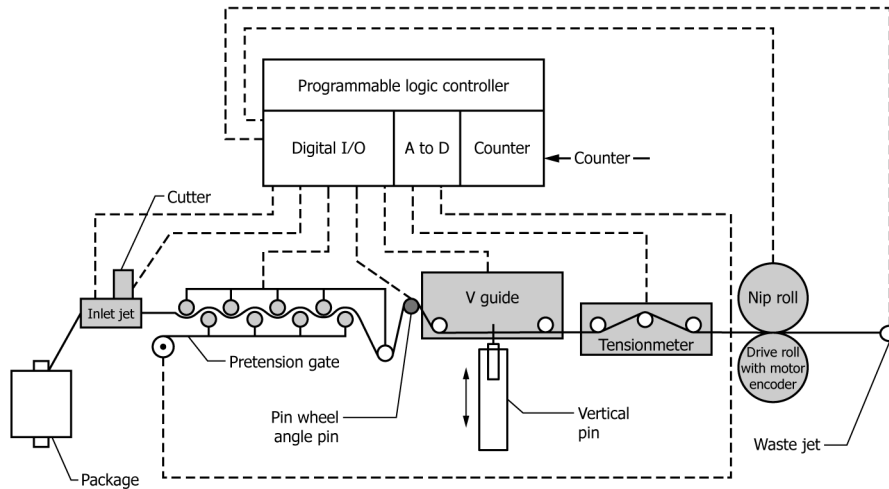 Programmable logic controller
Digital I/O
A to D
Counter
Counter
Cutter
Inlet jet
V guide
Nip roll
Tensionmeter
Pretension gate
Drive roll
with motor
encoder
Pin wheel
angle pin
Vertical
pin
Waste jet
Package